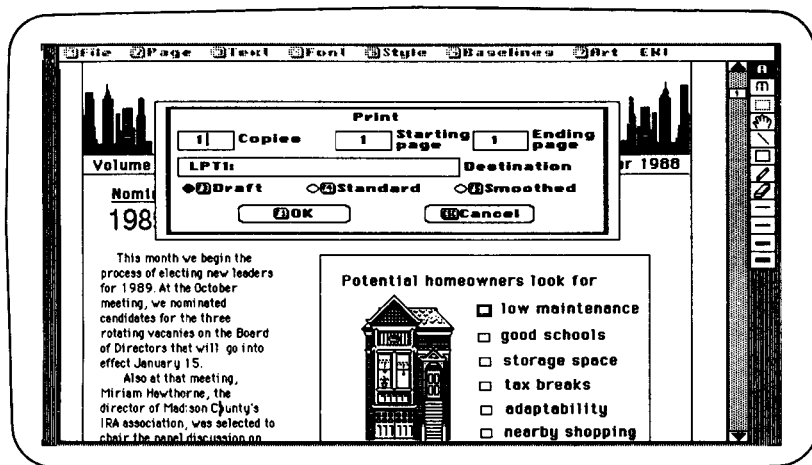 File Page Text Font Style Baselines Art
Print
1 Copies 1 Starting page 1 Ending page
LPT1: Destination
Draft Standard Smoothed
OK Cancel
Volume
r 1988
Nomin
198
This month we begin the
process of electing new leaders
for 1989. At the October
meeting, we nominated
candidates for the three
rotating vacanies on the Board
of Directors that will go into
effect January 15.
Also at that meeting,
Miriam Hawthorne, the
director of Madison County's
IRA association, was selected to
chair the panel discussion on
Potential homeowners look for
low maintenance
good schools
storage space
tax breaks
adaptability
nearby shopping